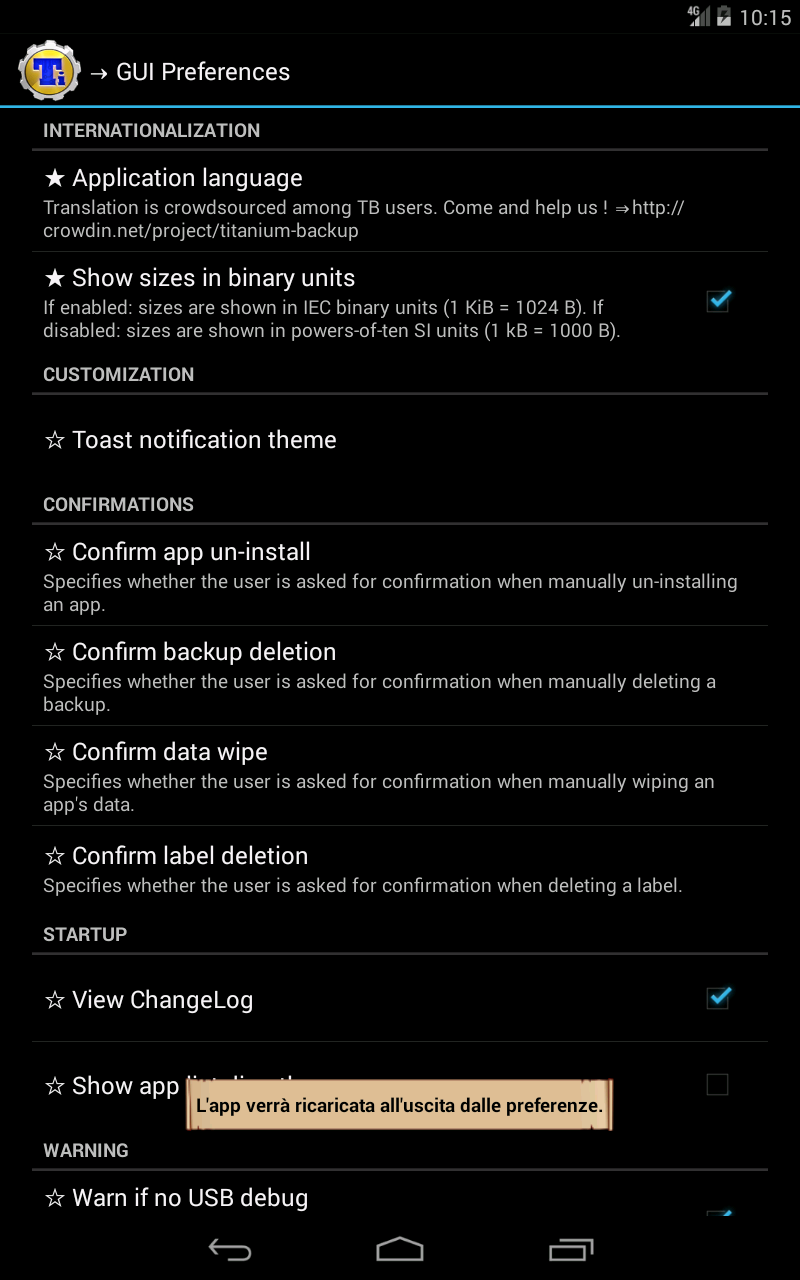 4G 10:15
Ti → GUI Preferences
INTERNATIONALIZATION
★ Application language
Translation is crowdsourced among TB users. Come and help us ! ⇒http://
crowdin.net/project/titanium-backup
★ Show sizes in binary units
If enabled: sizes are shown in IEC binary units (1 KiB = 1024 B). If
disabled: sizes are shown in powers-of-ten SI units (1 kB = 1000 B).
CUSTOMIZATION
☆ Toast notification theme
CONFIRMATIONS
☆ Confirm app un-install
Specifies whether the user is asked for confirmation when manually un-installing
an app.
☆ Confirm backup deletion
Specifies whether the user is asked for confirmation when manually deleting a
backup.
☆ Confirm data wipe
Specifies whether the user is asked for confirmation when manually wiping an
app's data.
☆ Confirm label deletion
Specifies whether the user is asked for confirmation when deleting a label.
STARTUP
☆ View ChangeLog
☆ Show app
L'app verrà ricaricata all'uscita dalle preferenze.
WARNING
☆ Warn if no USB debug